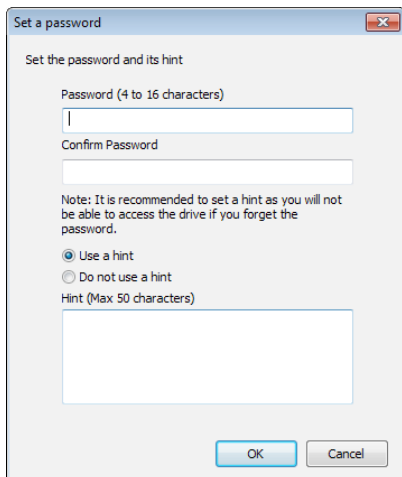 Set a password
Set the password and its hint
Password (4 to 16 characters)
Confirm Password
Note: It is recommended to set a hint as you will not
be able to access the drive if you forget the
password.
Use a hint
Do not use a hint
Hint (Max 50 characters)
OK Cancel